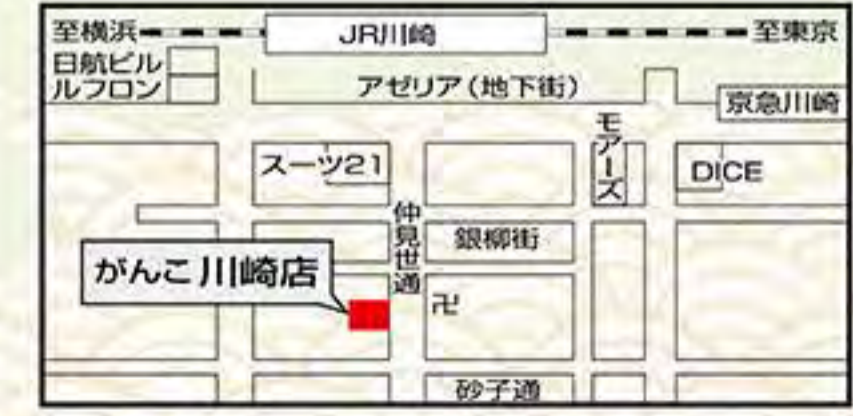 至横浜
JR川崎
至東京
日航ビル
ルフロン
アゼリア(地下街)
京急川崎
モアーズ
スーツ21
DICE
仲見世通
銀柳街
がんこ川崎店
卍
砂子通